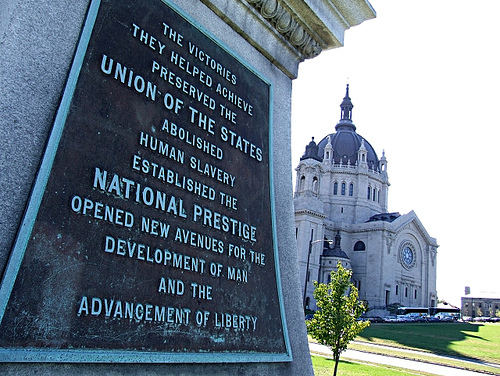 THE VICTORIES
THEY HELPED ACHIEVE
PRESERVED THE
UNION OF THE STATES
ABOLISHED
HUMAN SLAVERY
ESTABLISHED THE
NATIONAL PRESTIGE
OPENED NEW AVENUES FOR THE
DEVELOPMENT OF MAN
AND THE
ADVANCEMENT OF LIBERTY